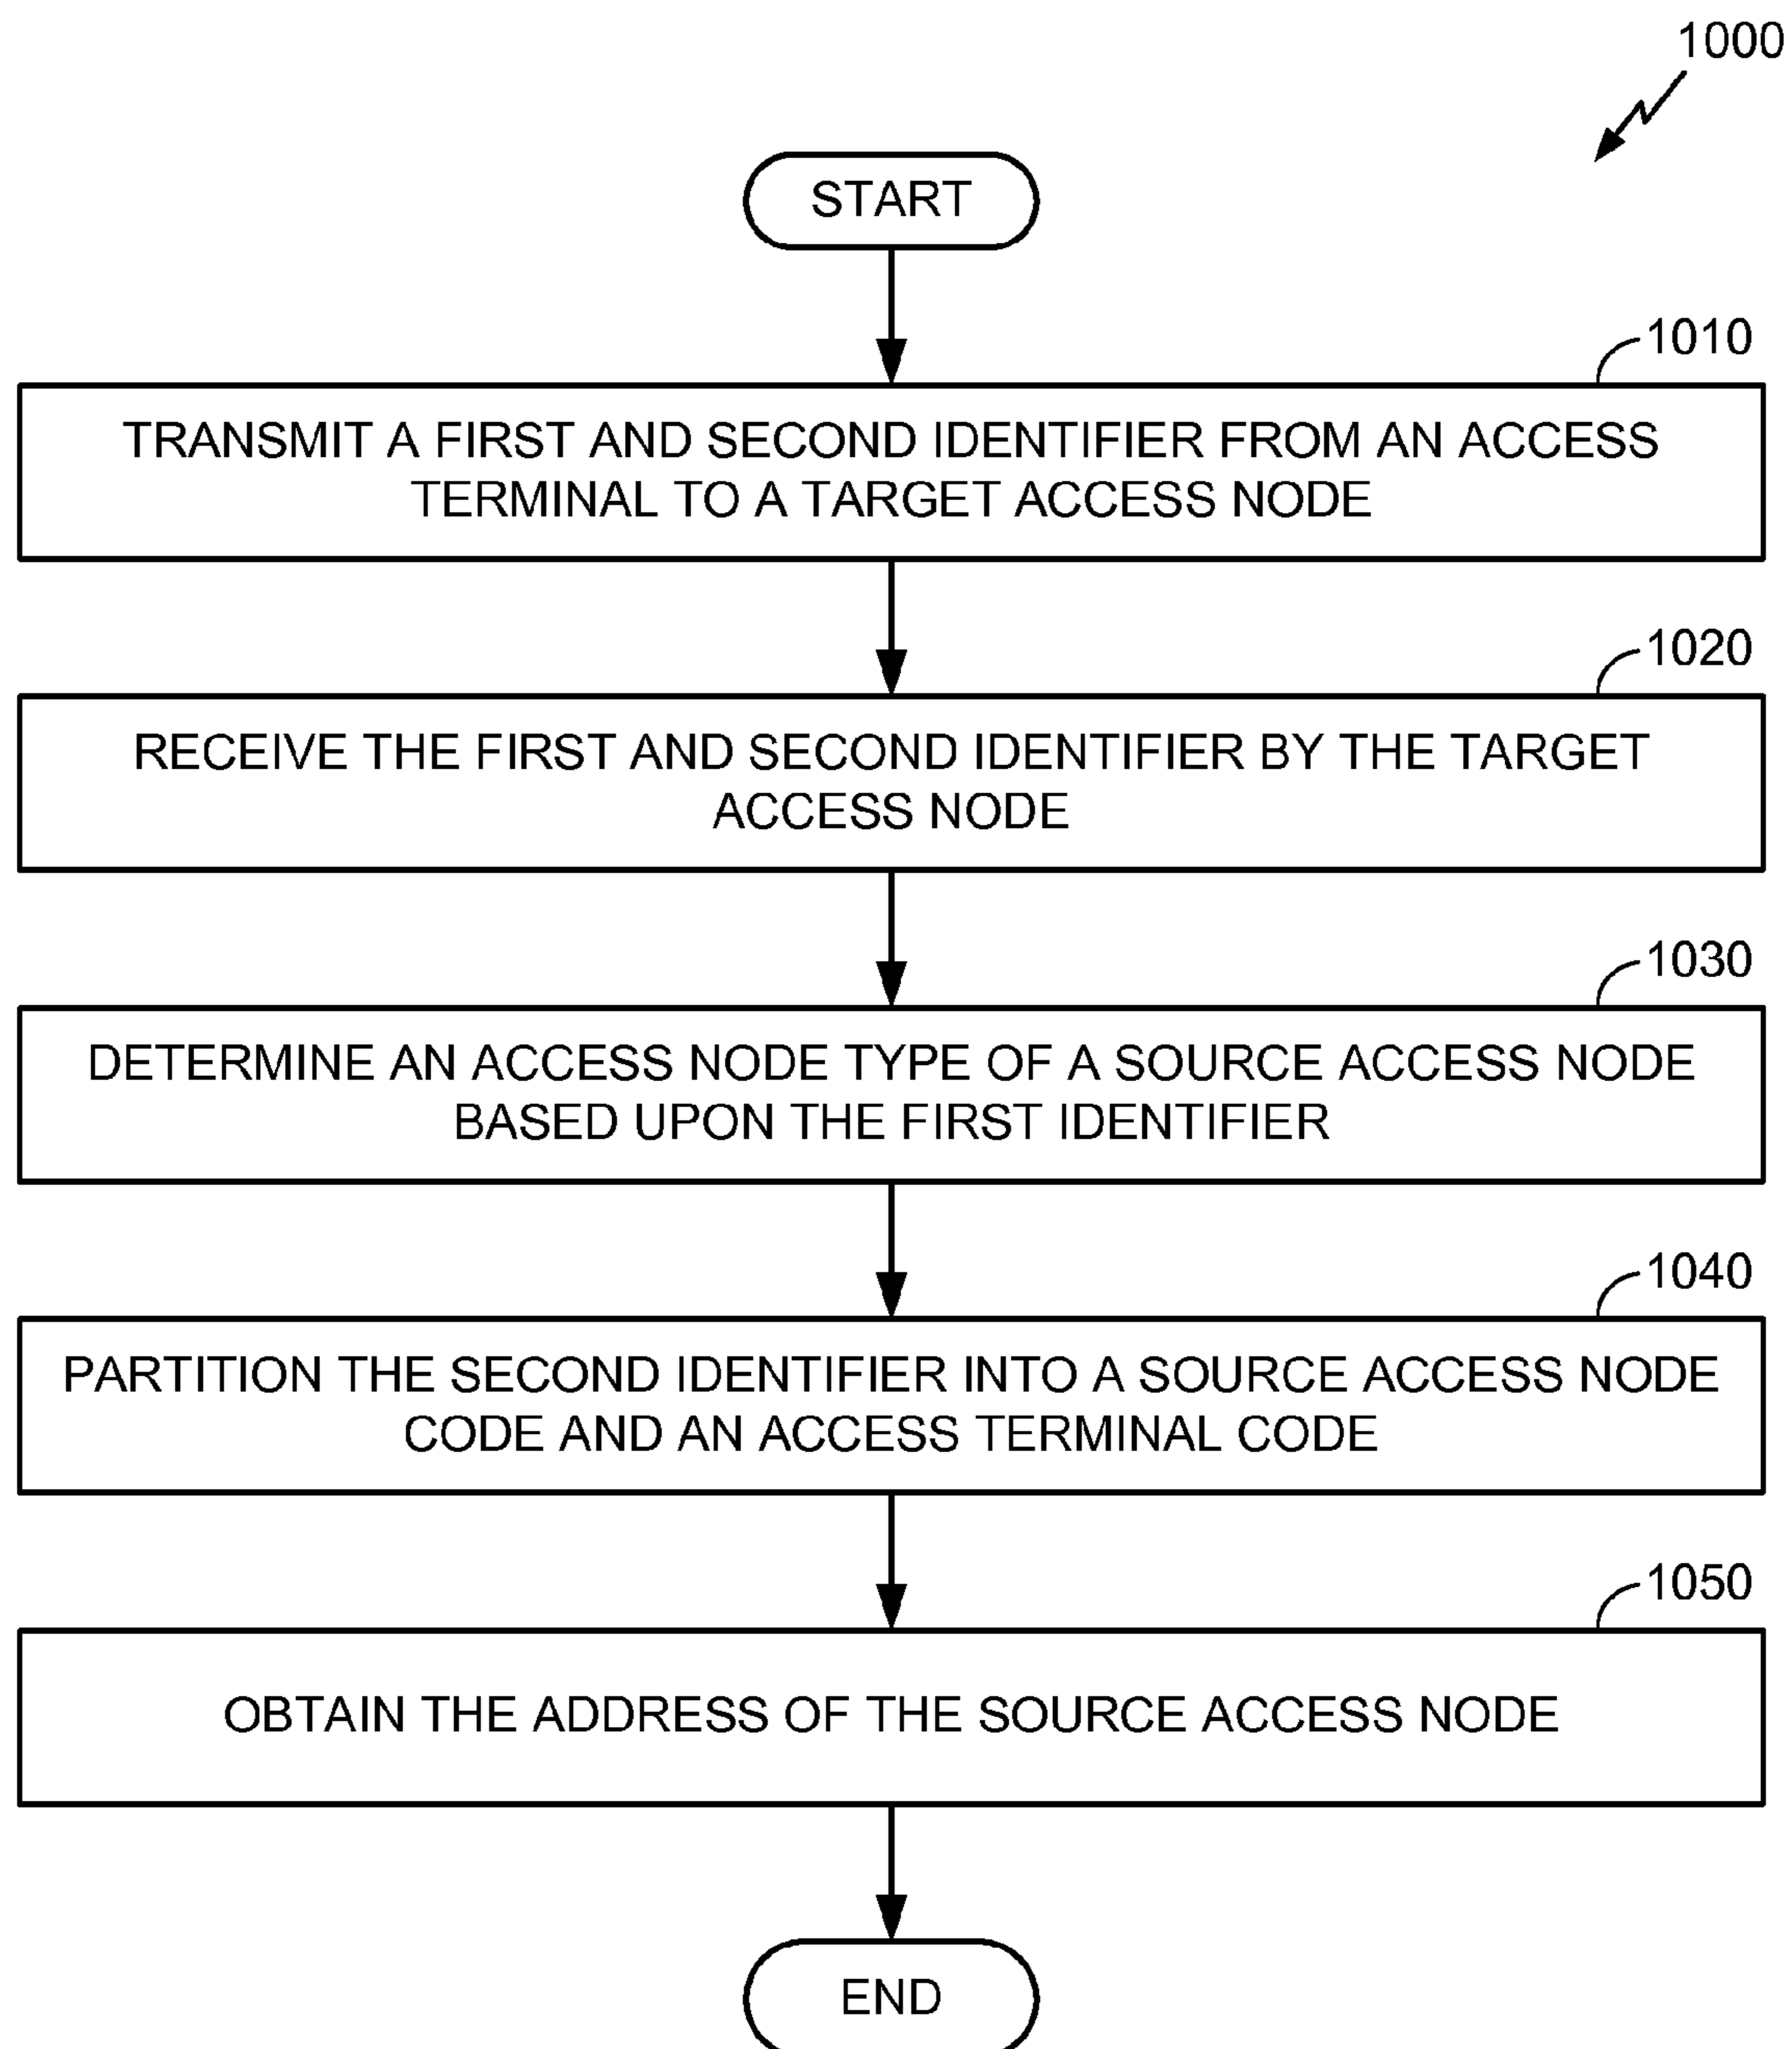 1000
START
1010
TRANSMIT A FIRST AND SECOND IDENTIFIER FROM AN ACCESS
TERMINAL TO A TARGET ACCESS NODE
1020
RECEIVE THE FIRST AND SECOND IDENTIFIER BY THE TARGET
ACCESS NODE
1030
DETERMINE AN ACCESS NODE TYPE OF A SOURCE ACCESS NODE
BASED UPON THE FIRST IDENTIFIER
1040
PARTITION THE SECOND IDENTIFIER INTO A SOURCE ACCESS NODE
CODE AND AN ACCESS TERMINAL CODE
1050
OBTAIN THE ADDRESS OF THE SOURCE ACCESS NODE
END